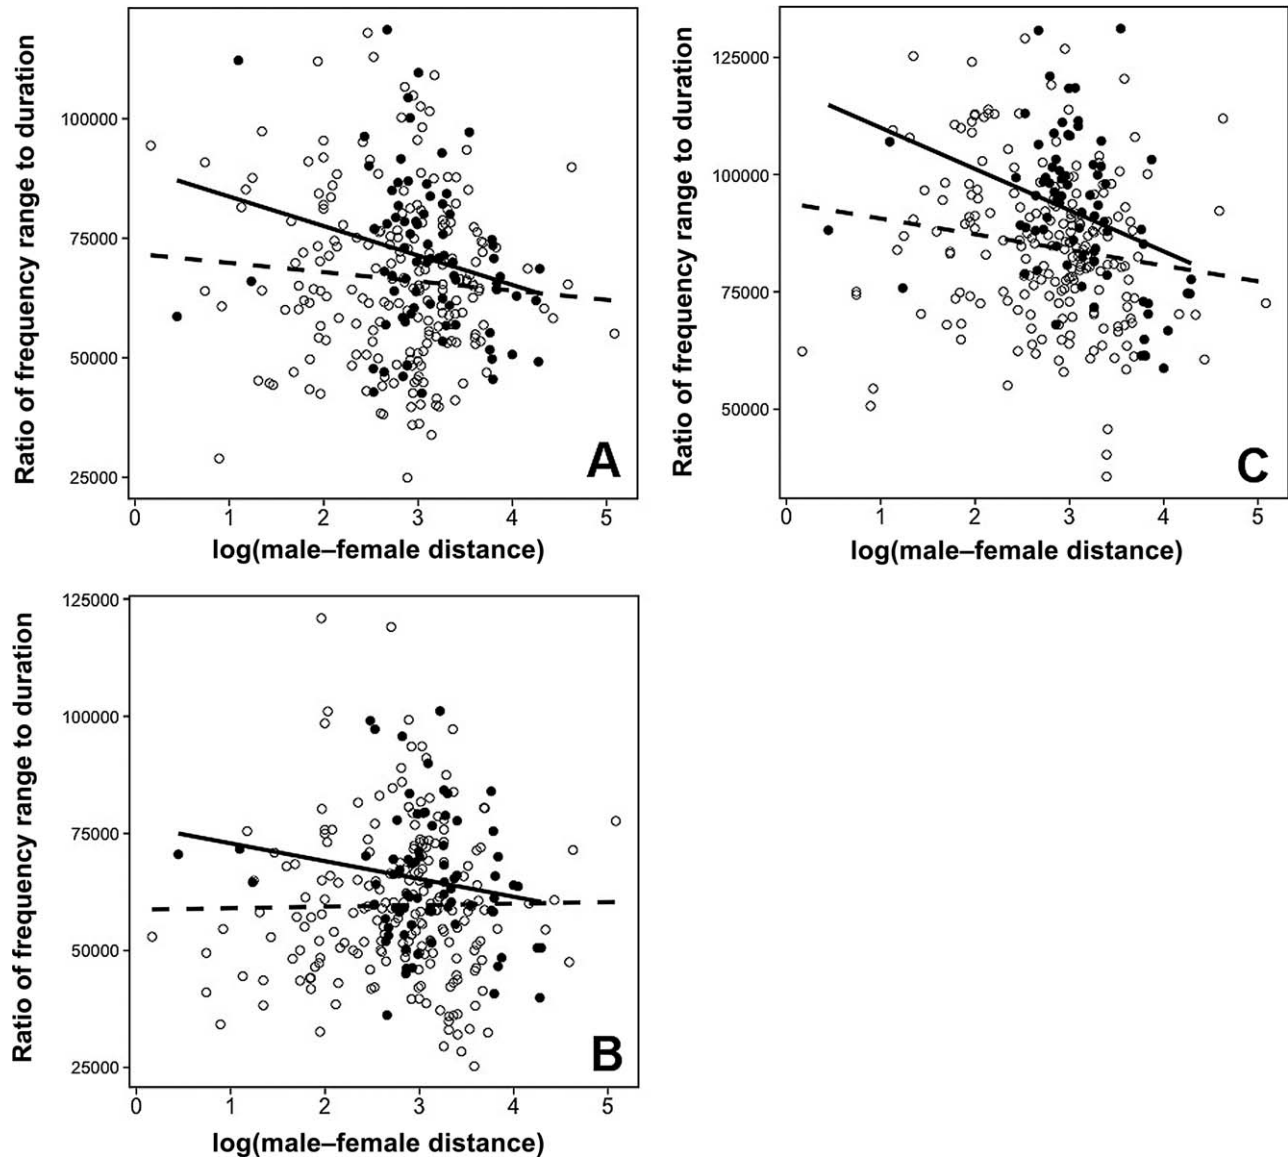 Ratio of frequency range to duration
100000
75000
50000
25000
0 1 2 3 4 5
log(male–female distance)
A
Ratio of frequency range to duration
125000
100000
75000
50000
0 1 2 3 4 5
log(male–female distance)
C
Ratio of frequency range to duration
125000
100000
75000
50000
25000
0 1 2 3 4 5
log(male–female distance)
B